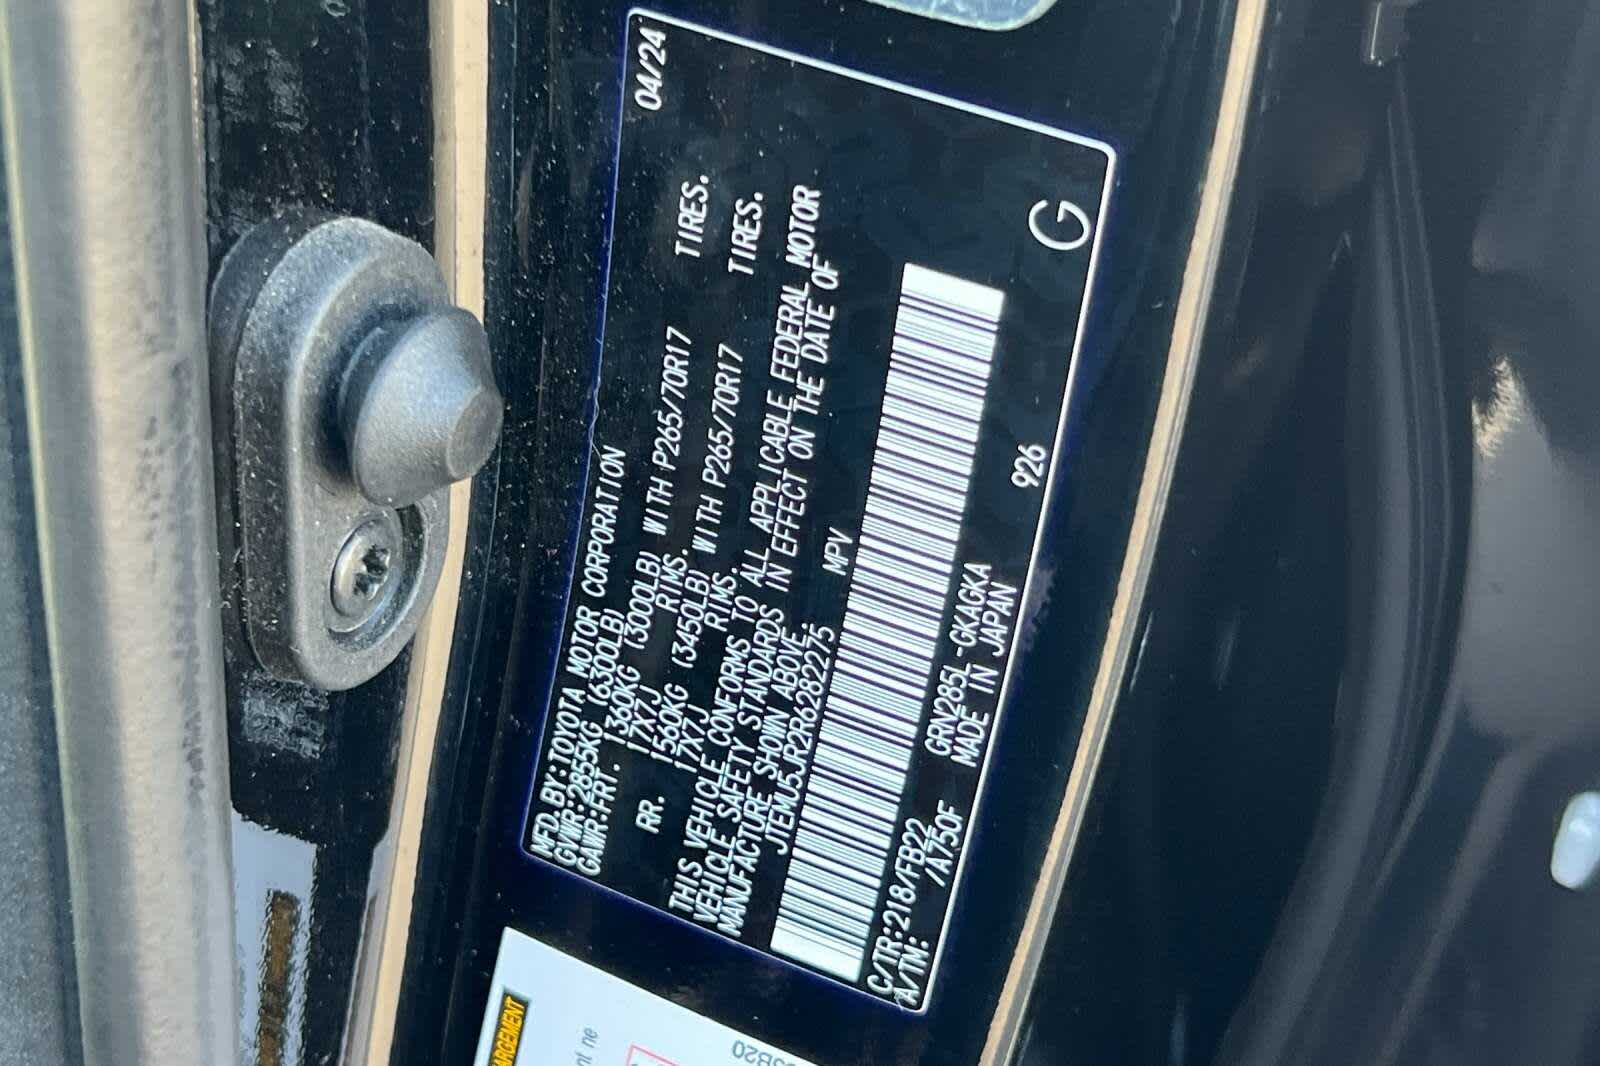 04/24
MFD.BY:TOYOTA MOTOR CORPORATION
GVWR:2855KG (6300LB)
GAWR:FRT. 1360KG (3000LB) WITH P265/70R17 TIRES.
17X7J RIMS.
RR. 1560KG (3450LB) WITH P265/70R17 TIRES.
17X7J RIMS.
THIS VEHICLE CONFORMS TO ALL APPLICABLE FEDERAL MOTOR
VEHICLE SAFETY STANDARDS IN EFFECT ON THE DATE OF
MANUFACTURE SHOWN ABOVE.
JTEMU5JR2R6282275 MPV
C/TR:218/FB22 GRN285L-GKAGKA 926 G
A/TM: /A750F MADE IN JAPAN